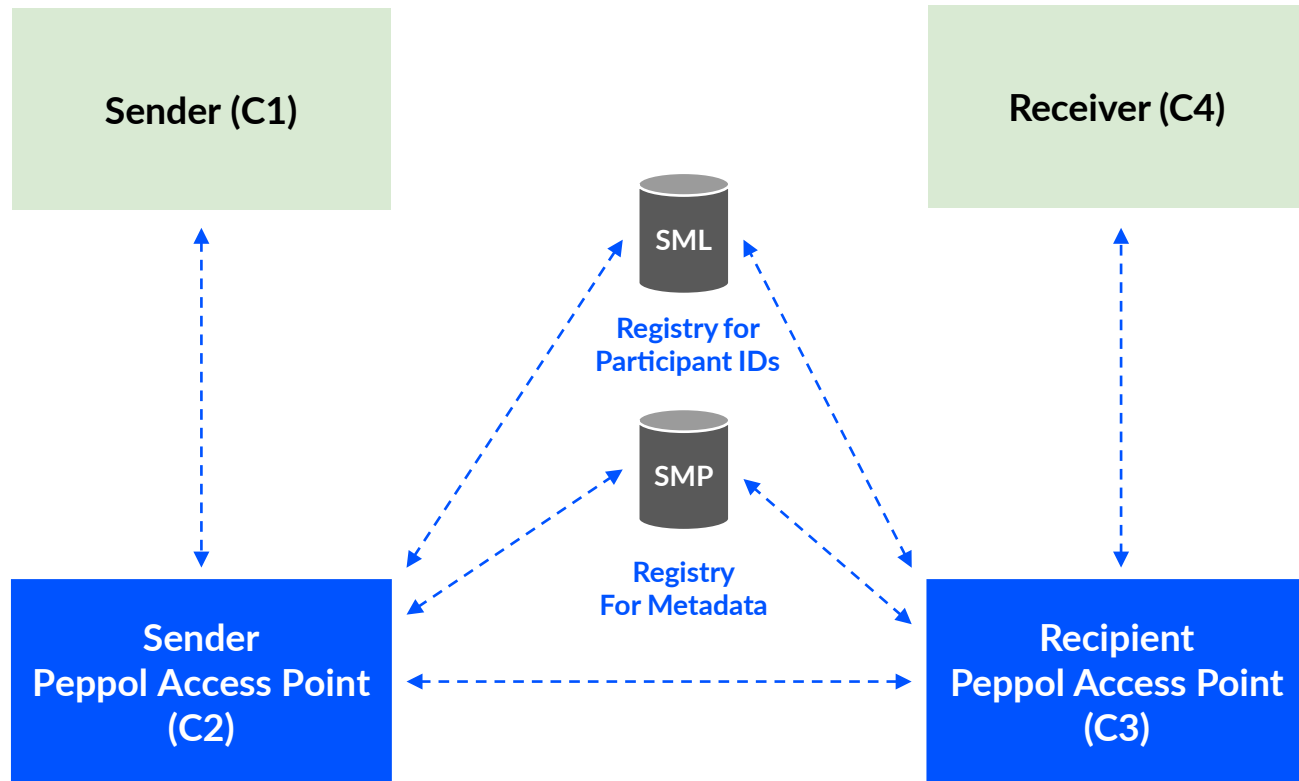 Sender (C1)
Receiver (C4)
SML
Registry for
Participant IDs
SMP
Registry
For Metadata
Sender
Peppol Access Point
(C2)
Recipient
Peppol Access Point
(C3)